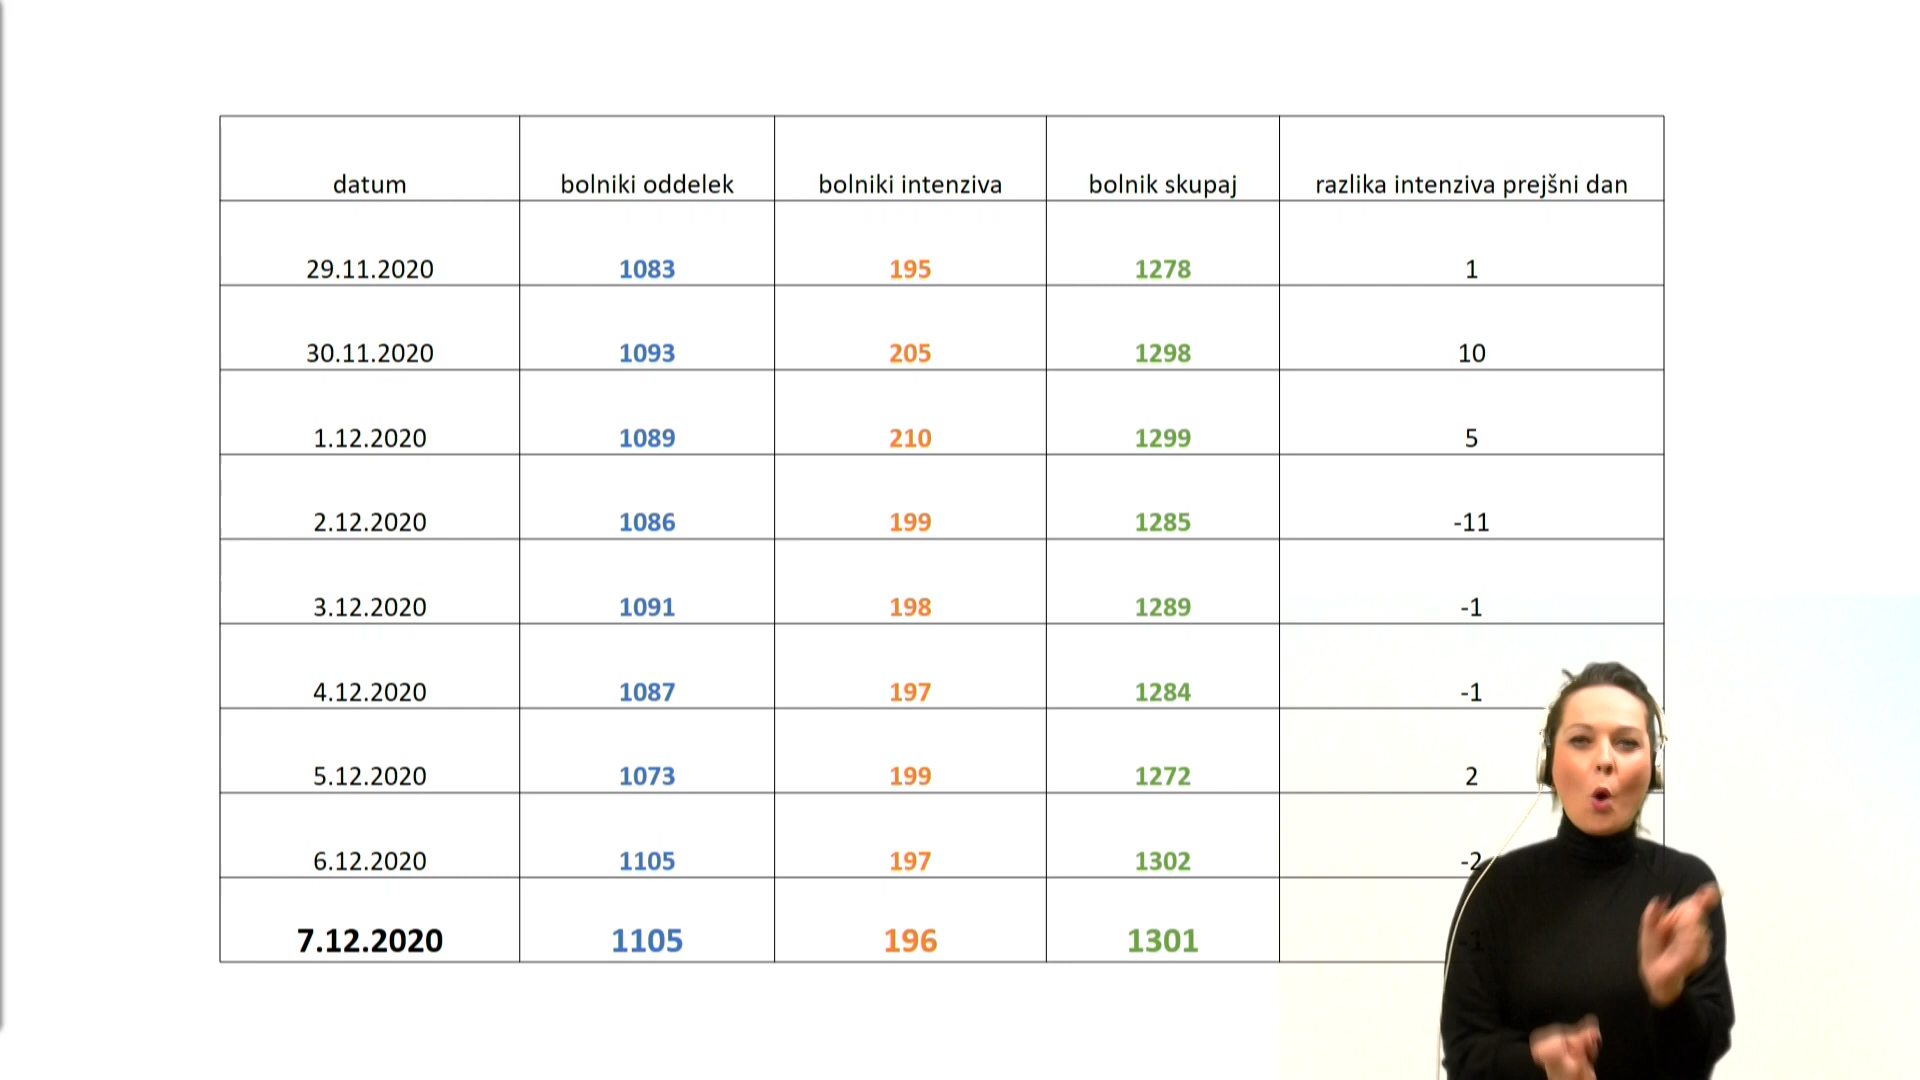 datum bolniki oddelek bolniki intenziva bolnik skupaj razlika intenziva prejšni dan
29.11.2020 1083 195 1278 1
30.11.2020 1093 205 1298 10
1.12.2020 1089 210 1299 5
2.12.2020 1086 199 1285 -11
3.12.2020 1091 198 1289 -1
4.12.2020 1087 197 1284 -1
5.12.2020 1073 199 1272 2
6.12.2020 1105 197 1302 -2
7.12.2020 1105 196 1301 -1